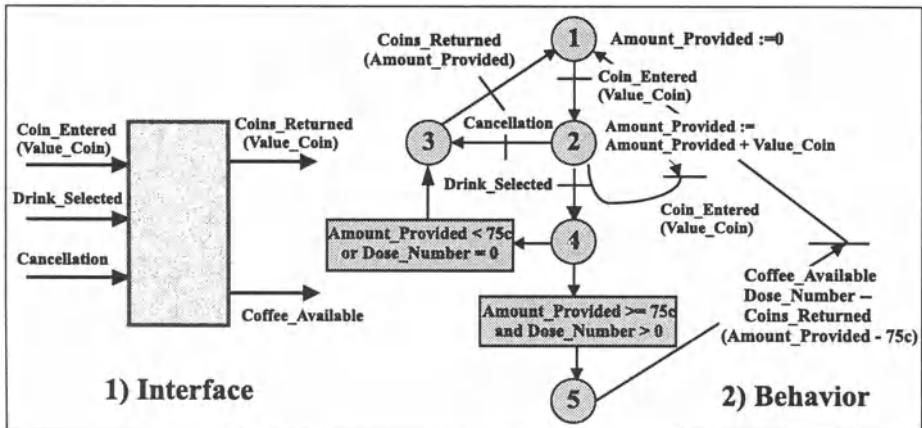 Coin_Entered
(Value_Coin)
Drink_Selected
Cancellation
Coins_Returned
(Value_Coin)
Coffee_Available
1) Interface
Coins_Returned
(Amount_Provided)
1
Amount_Provided :=0
Coin_Entered
(Value_Coin)
3
Cancellation
2
Amount_Provided :=
Amount_Provided + Value_Coin
Drink_Selected
Coin_Entered
(Value_Coin)
Amount_Provided < 75c
or Dose_Number = 0
4
Coffee_Available
Dose_Number --
Coins_Returned
(Amount_Provided - 75c)
Amount_Provided >= 75c
and Dose_Number > 0
5
2) Behavior